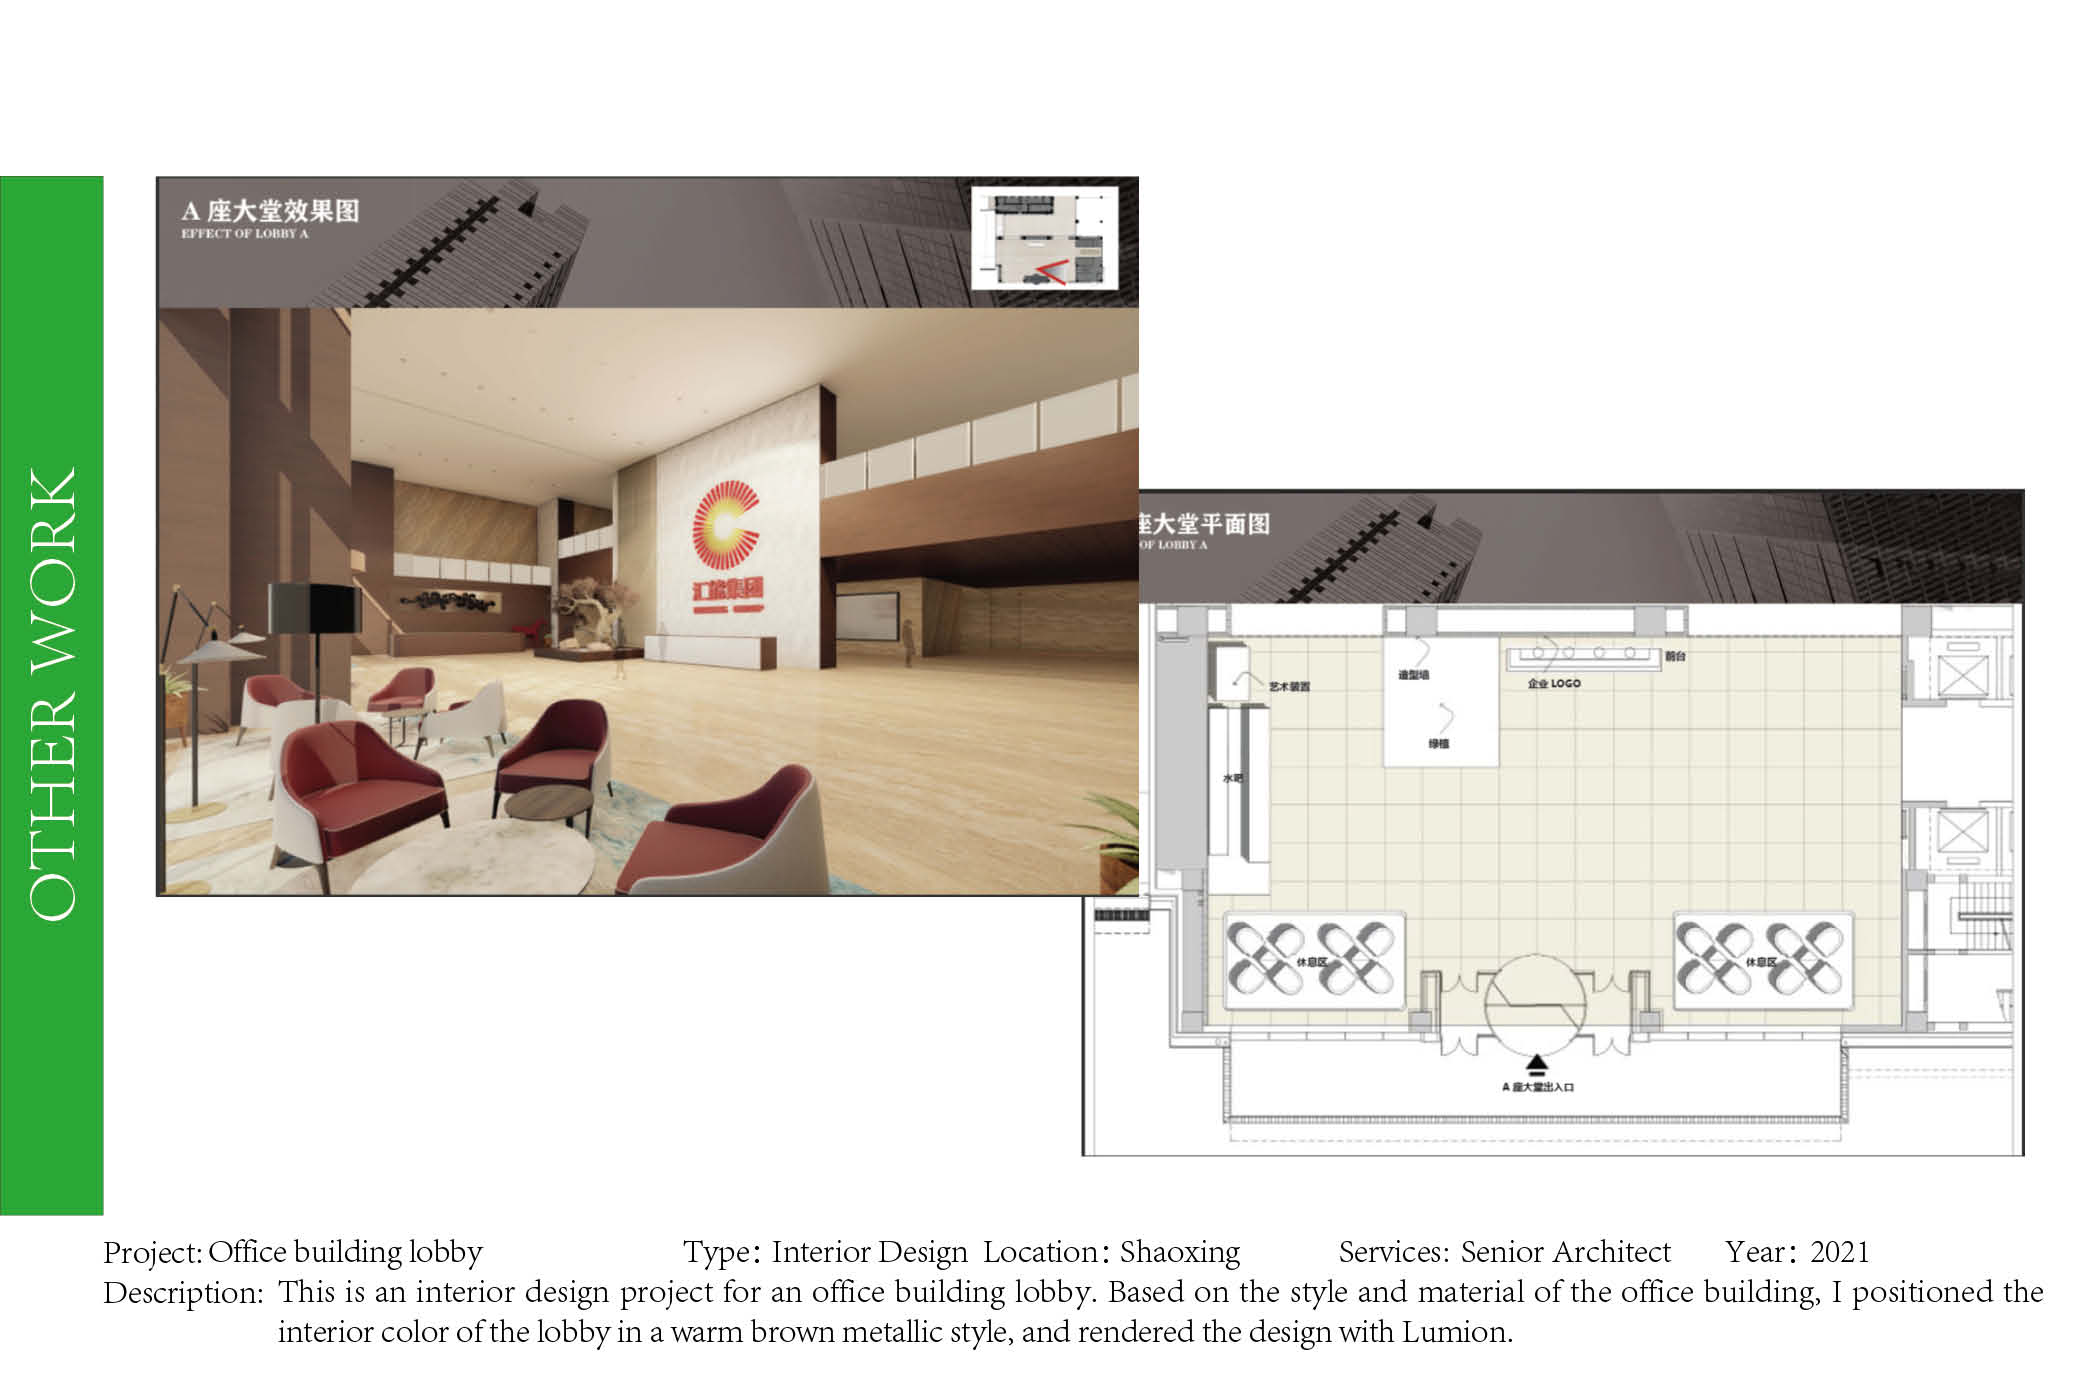 OTHER WORK
A 座大堂效果图
EFFECT OF LOBBY A
汇能集团
座大堂平面图
OF LOBBY A
艺术装置
造型墙
前台
企业 LOGO
绿植
水吧
休息区
休息区
A 座大堂出入口
Project: Office building lobby Type: Interior Design Location: Shaoxing Services: Senior Architect Year: 2021
Description: This is an interior design project for an office building lobby. Based on the style and material of the office building, I positioned the
interior color of the lobby in a warm brown metallic style, and rendered the design with Lumion.